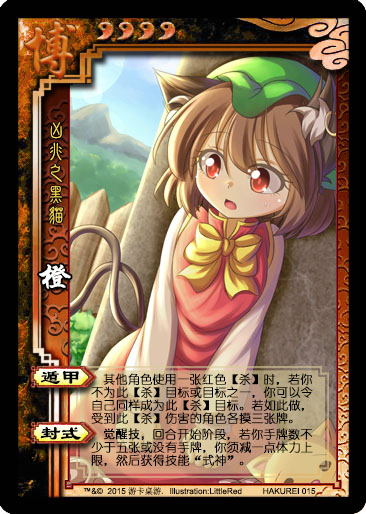 博
凶兆之黑貓
橙
遁甲
其他角色使用一张红色【杀】时，若你
不为此【杀】目标或目标之一，你可以令
自己同样成为此【杀】目标。若如此做，
受到此【杀】伤害的角色各摸三张牌。
封式
觉醒技，回合开始阶段，若你手牌数不
少于五张或没有手牌，你须减一点体力上
限，然后获得技能“式神”。
™&© 2015 游卡桌游. Illustration:LittleRed HAKUREI 015